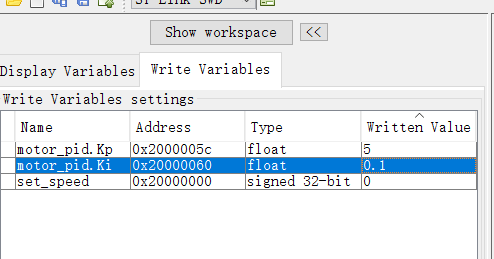 ST-Link SWD
Show workspace <<
Display Variables Write Variables
Write Variables settings
Name Address Type Written Value
motor_pid.Kp 0x2000005c float 5
motor_pid.Ki 0x20000060 float 0.1
set_speed 0x20000000 signed 32-bit 0